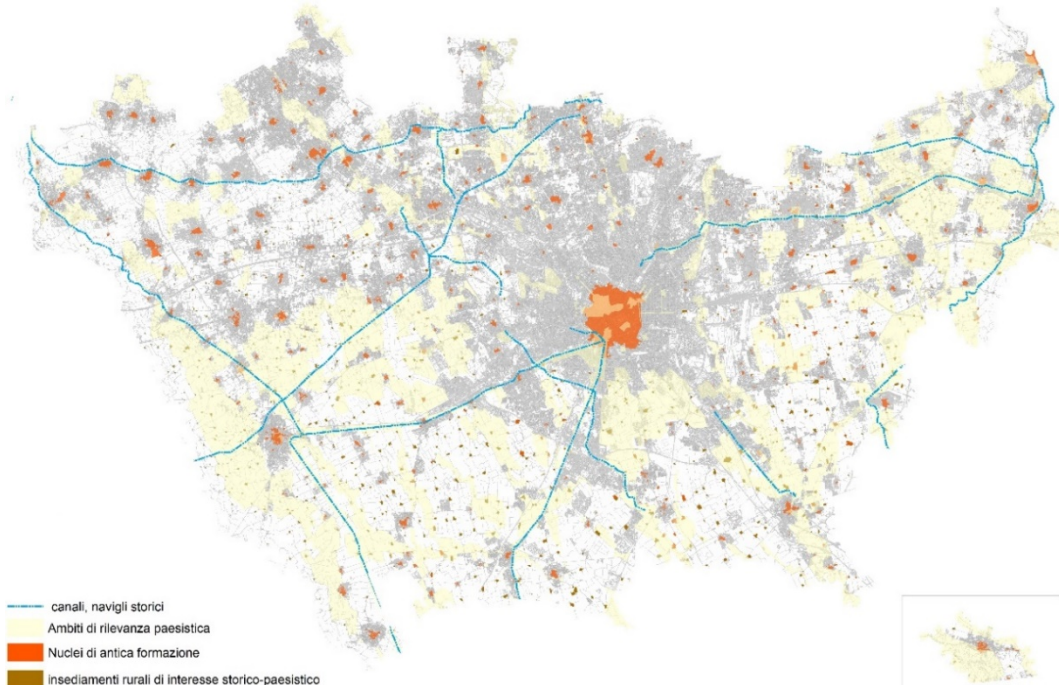 canali, navigli storici
Ambiti di rilevanza paesistica
Nuclei di antica formazione
insediamenti rurali di interesse storico-paesistico